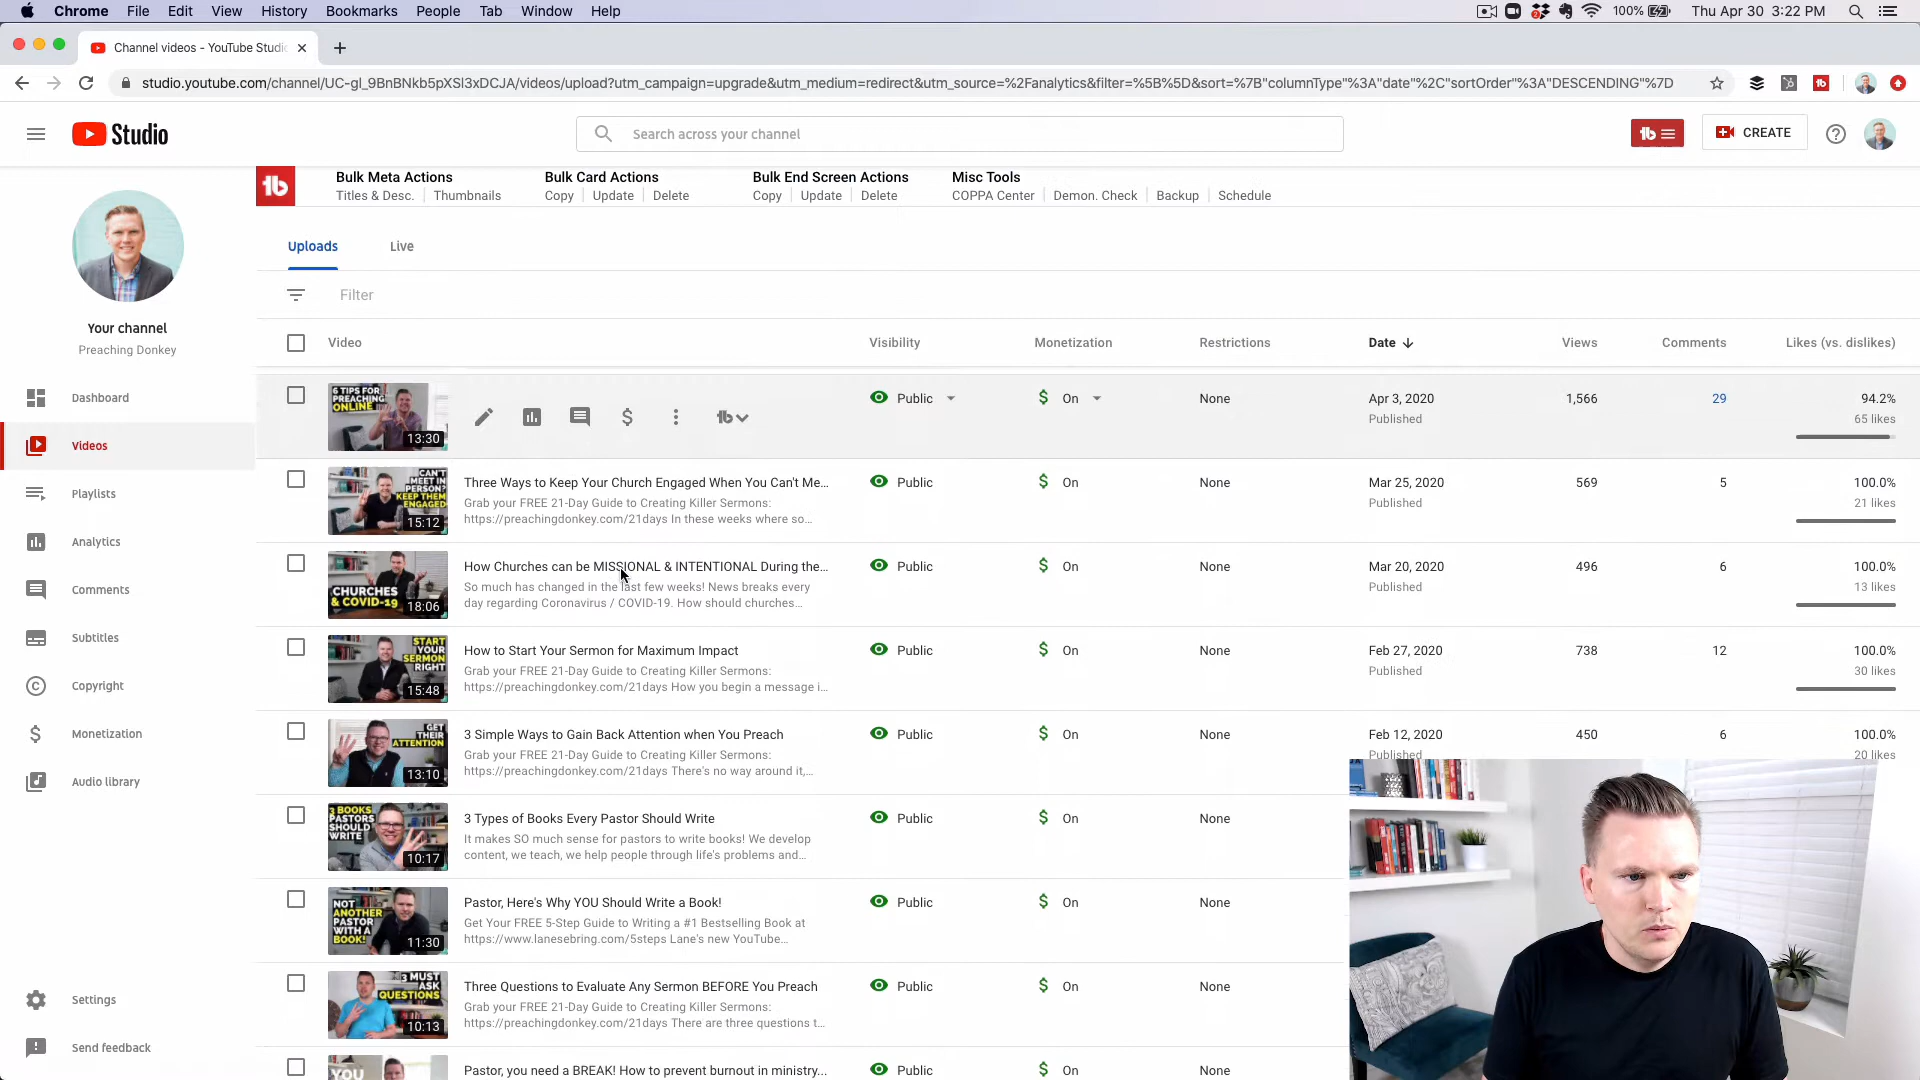 Chrome File Edit View History Bookmarks People Tab Window Help 100% Thu Apr 30 3:22 PM
Channel videos - YouTube Studi
studio.youtube.com/channel/UC-gl_9BnBNkb5pXSl3xDCJA/videos/upload?utm_campaign=upgrade&utm_medium=redirect&utm_source=%2Fanalytics&filter=%5B%5D&sort=%7B"columnType"%3A"date"%2C"sortOrder"%3A"DESCENDING"%7D
Studio Search across your channel tb CREATE
tb
Bulk Meta Actions Bulk Card Actions Bulk End Screen Actions Misc Tools
Titles & Desc. Thumbnails Copy Update Delete Copy Update Delete COPPA Center Demon. Check Backup Schedule
Uploads Live
Filter
Your channel
Preaching Donkey
Dashboard
Videos
Playlists
Analytics
Comments
Subtitles
Copyright
Monetization
Audio library
Settings
Send feedback
Video Visibility Monetization Restrictions Date Views Comments Likes (vs. dislikes)
6 TIPS FOR
PREACHING
ONLINE
13:30
tb
Public $ On None Apr 3, 2020 1,566 29 94.2%
Published 65 likes
CAN'T
MEET IN
PERSON?
KEEP THEM
ENGAGED
15:12
Three Ways to Keep Your Church Engaged When You Can't Me... Public $ On None Mar 25, 2020 569 5 100.0%
Grab your FREE 21-Day Guide to Creating Killer Sermons: Published 21 likes
https://preachingdonkey.com/21days In these weeks where so...
CHURCHES
& COVID-19
18:06
How Churches can be MISSIONAL & INTENTIONAL During the... Public $ On None Mar 20, 2020 496 6 100.0%
So much has changed in the last few weeks! News breaks every Published 13 likes
day regarding Coronavirus / COVID-19. How should churches...
START
YOUR
SERMON
RIGHT
15:48
How to Start Your Sermon for Maximum Impact Public $ On None Feb 27, 2020 738 12 100.0%
Grab your FREE 21-Day Guide to Creating Killer Sermons: Published 30 likes
https://preachingdonkey.com/21days How you begin a message i...
GET
THEIR
ATTENTION
13:10
3 Simple Ways to Gain Back Attention when You Preach Public $ On None Feb 12, 2020 450 6 100.0%
Grab your FREE 21-Day Guide to Creating Killer Sermons: Published 20 likes
https://preachingdonkey.com/21days There's no way around it,...
3 BOOKS
PASTORS
SHOULD
WRITE
10:17
3 Types of Books Every Pastor Should Write Public $ On None
It makes SO much sense for pastors to write books! We develop
content, we teach, we help people through life's problems and...
NOT
ANOTHER
PASTOR
WITH A
BOOK!
11:30
Pastor, Here's Why YOU Should Write a Book! Public $ On None
Get Your FREE 5-Step Guide to Writing a #1 Bestselling Book at
https://www.lanesebring.com/5steps Lane's new YouTube...
3 MUST
ASK
QUESTIONS
10:13
Three Questions to Evaluate Any Sermon BEFORE You Preach Public $ On None
Grab your FREE 21-Day Guide to Creating Killer Sermons:
https://preachingdonkey.com/21days There are three questions t...
YOU
Pastor, you need a BREAK! How to prevent burnout in ministry... Public $ On None